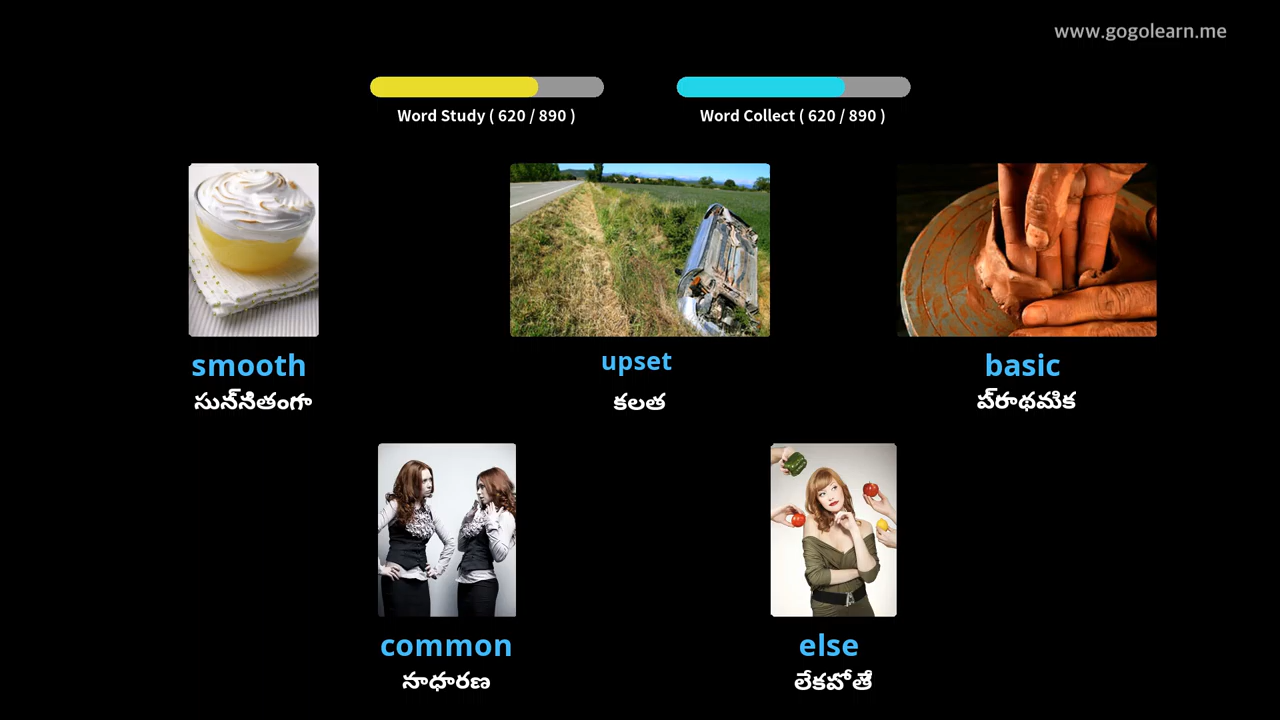 www.gogolearn.me
Word Study ( 620 / 890 )
Word Collect ( 620 / 890 )
smooth
upset
basic
సున్నితంగా
కలత
ప్రాథమిక
common
else
సాధారణ
లేకపోతే